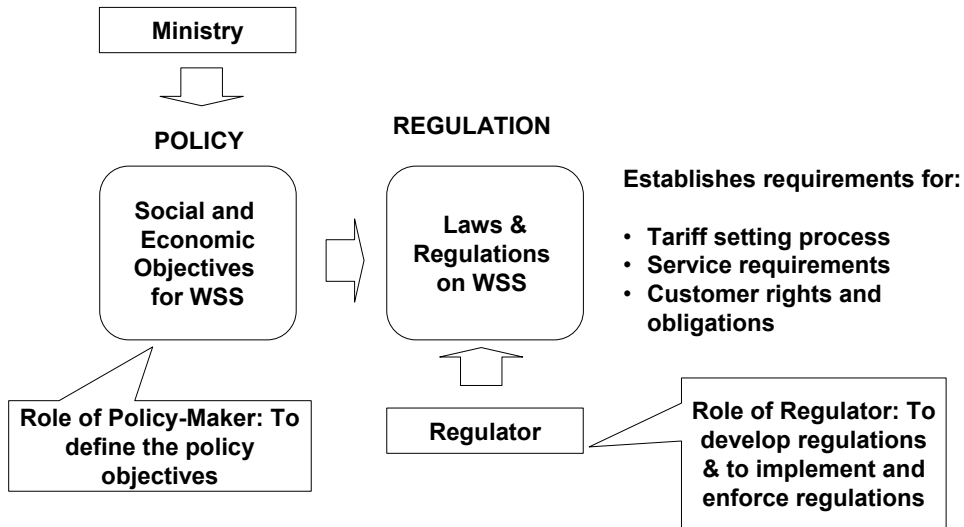 Ministry
POLICY
REGULATION
Social and
Economic
Objectives
for WSS
Laws &
Regulations
on WSS
Establishes requirements for:
• Tariff setting process
• Service requirements
• Customer rights and
obligations
Role of Policy-Maker: To
define the policy
objectives
Regulator
Role of Regulator: To
develop regulations
& to implement and
enforce regulations